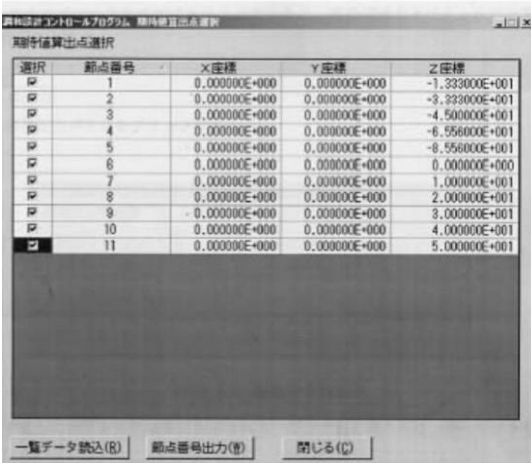 調和設計コントロールプログラム 期待値算出点選択
期待値算出点選択
選択 節点番号 X座標 Y座標 Z座標
1 0.000000E+000 0.000000E+000 -1.333000E+001
2 0.000000E+000 0.000000E+000 -3.333000E+001
3 0.000000E+000 0.000000E+000 -4.500000E+001
4 0.000000E+000 0.000000E+000 -6.556000E+001
5 0.000000E+000 0.000000E+000 -8.556000E+001
6 0.000000E+000 0.000000E+000 0.000000E+000
7 0.000000E+000 0.000000E+000 1.000000E+001
8 0.000000E+000 0.000000E+000 2.000000E+001
9 0.000000E+000 0.000000E+000 3.000000E+001
10 0.000000E+000 0.000000E+000 4.000000E+001
11 0.000000E+000 0.000000E+000 5.000000E+001
一覧データ読込(R) 節点番号出力(W) 閉じる(C)